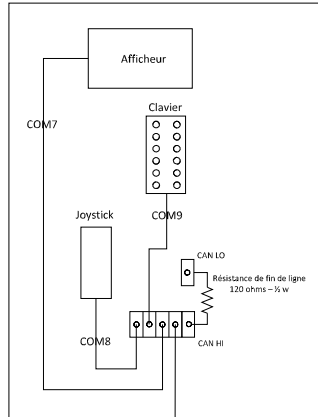 Afficheur
Clavier
COM7
COM9
Joystick
CAN LO
Résistance de fin de ligne
120 ohms – ½ w
COM8
CAN HI